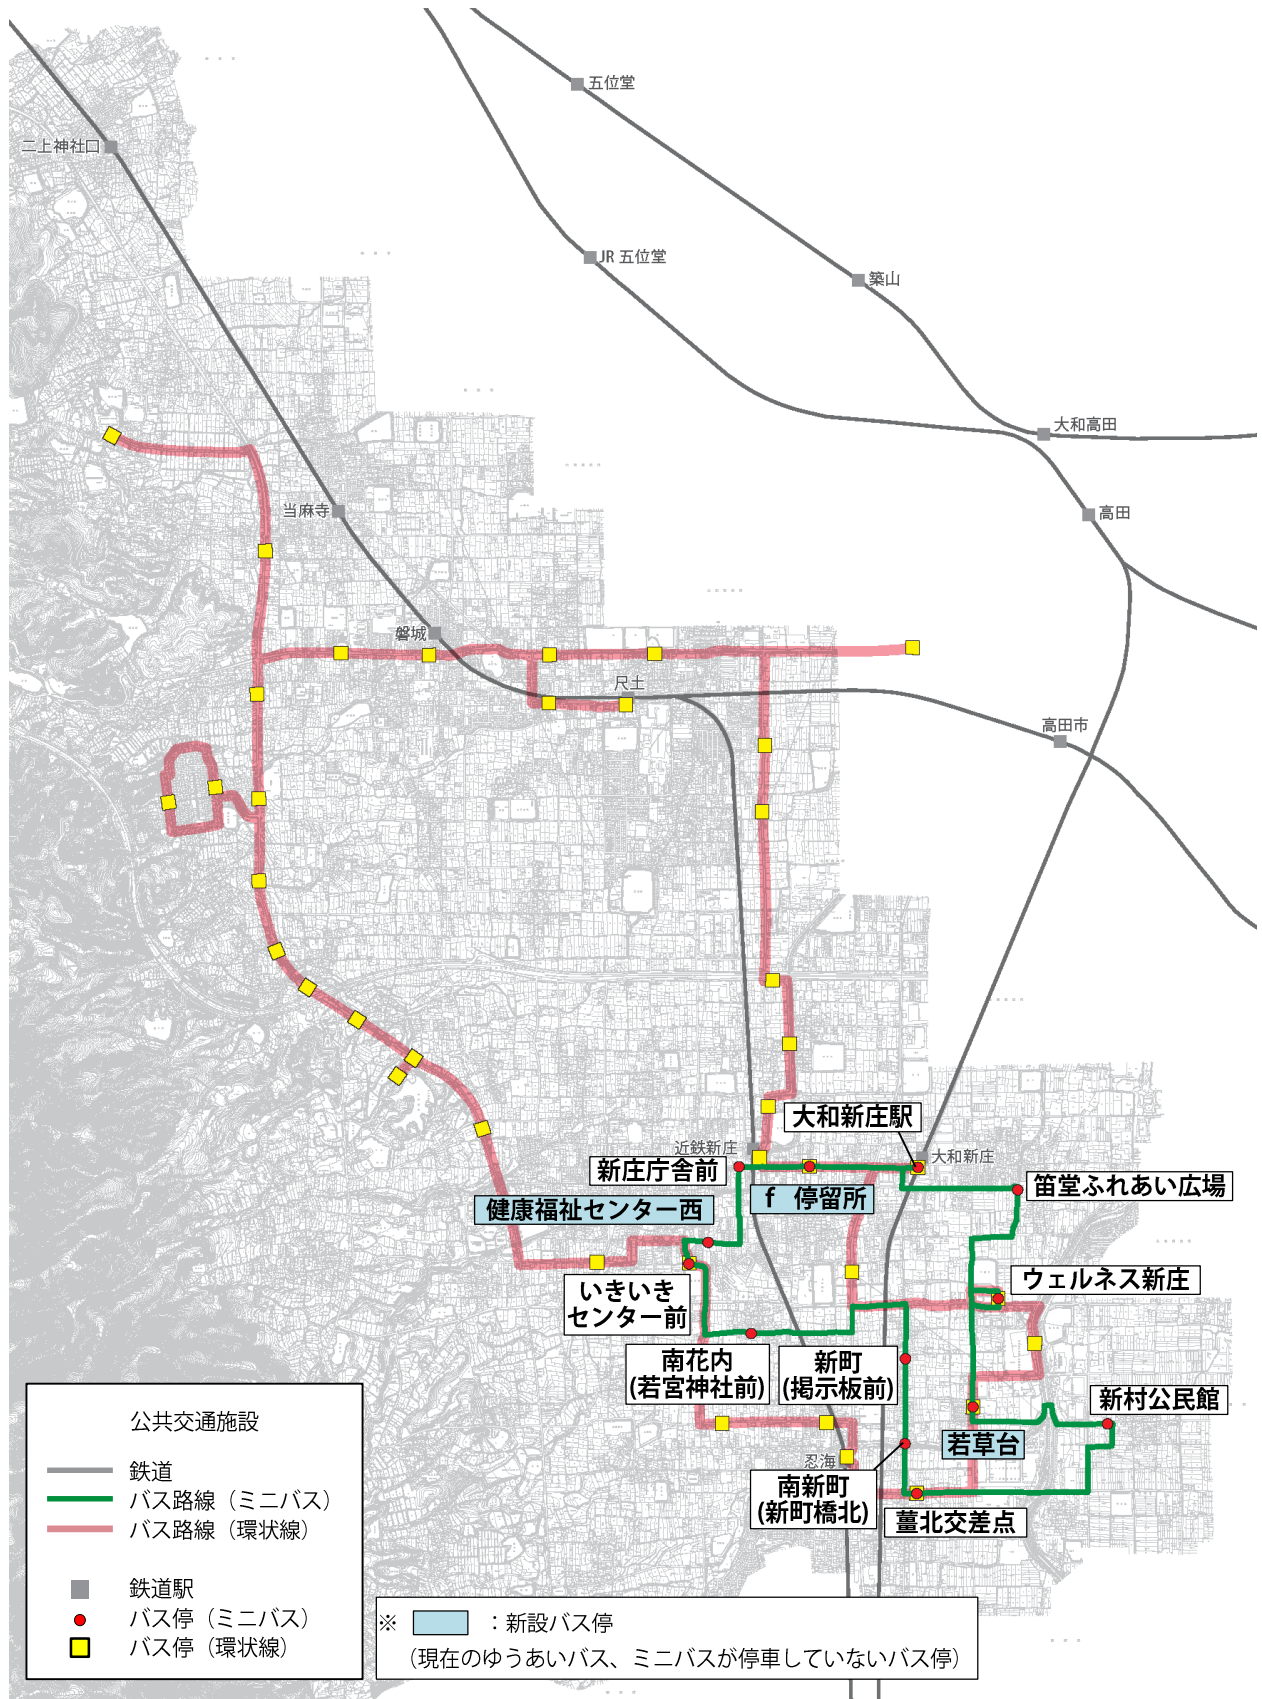 五位堂
二上神社口
JR 五位堂
築山
大和高田
当麻寺
高田
磐城
尺土
高田市
大和新庄駅
近鉄新庄
大和新庄
新庄庁舎前
笛堂ふれあい広場
健康福祉センター西
f 停留所
ウェルネス新庄
いきいき
センター前
南花内
(若宮神社前)
新町
(掲示板前)
新村公民館
若草台
忍海
南新町
(新町橋北)
薑北交差点
公共交通施設
鉄道
バス路線（ミニバス）
バス路線（環状線）
鉄道駅
バス停（ミニバス）
バス停（環状線）
※ ：新設バス停
（現在のゆうあいバス、ミニバスが停車していないバス停）